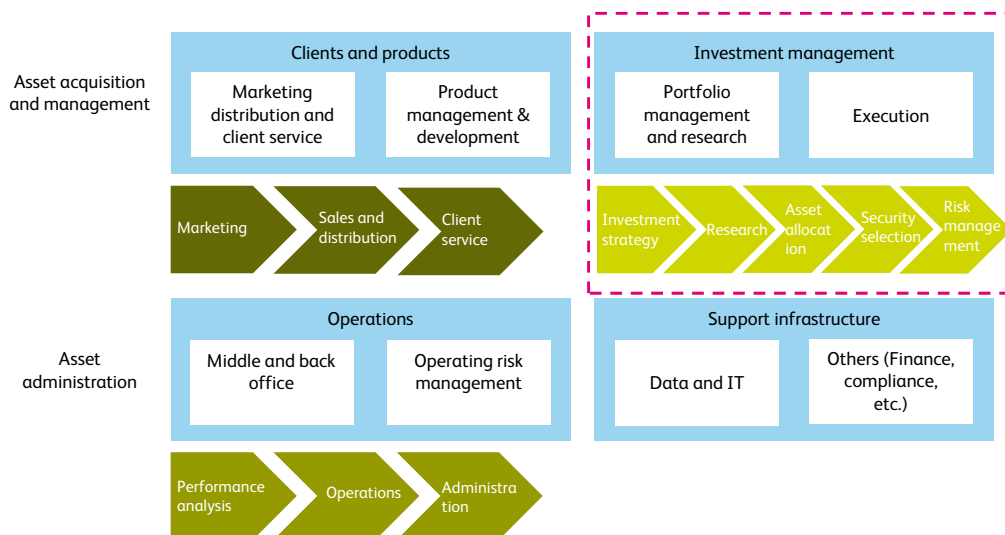 Asset acquisition
and management
Clients and products
Marketing
distribution and
client service
Product
management &
development
Investment management
Portfolio
management
and research
Execution
Marketing
Sales and
distribution
Client
service
Investment
strategy
Research
Asset
allocat
ion
Security
selection
Risk
manage
ment
Asset
administration
Operations
Middle and back
office
Operating risk
management
Support infrastructure
Data and IT
Others (Finance,
compliance,
etc.)
Performance
analysis
Operations
Administra
tion